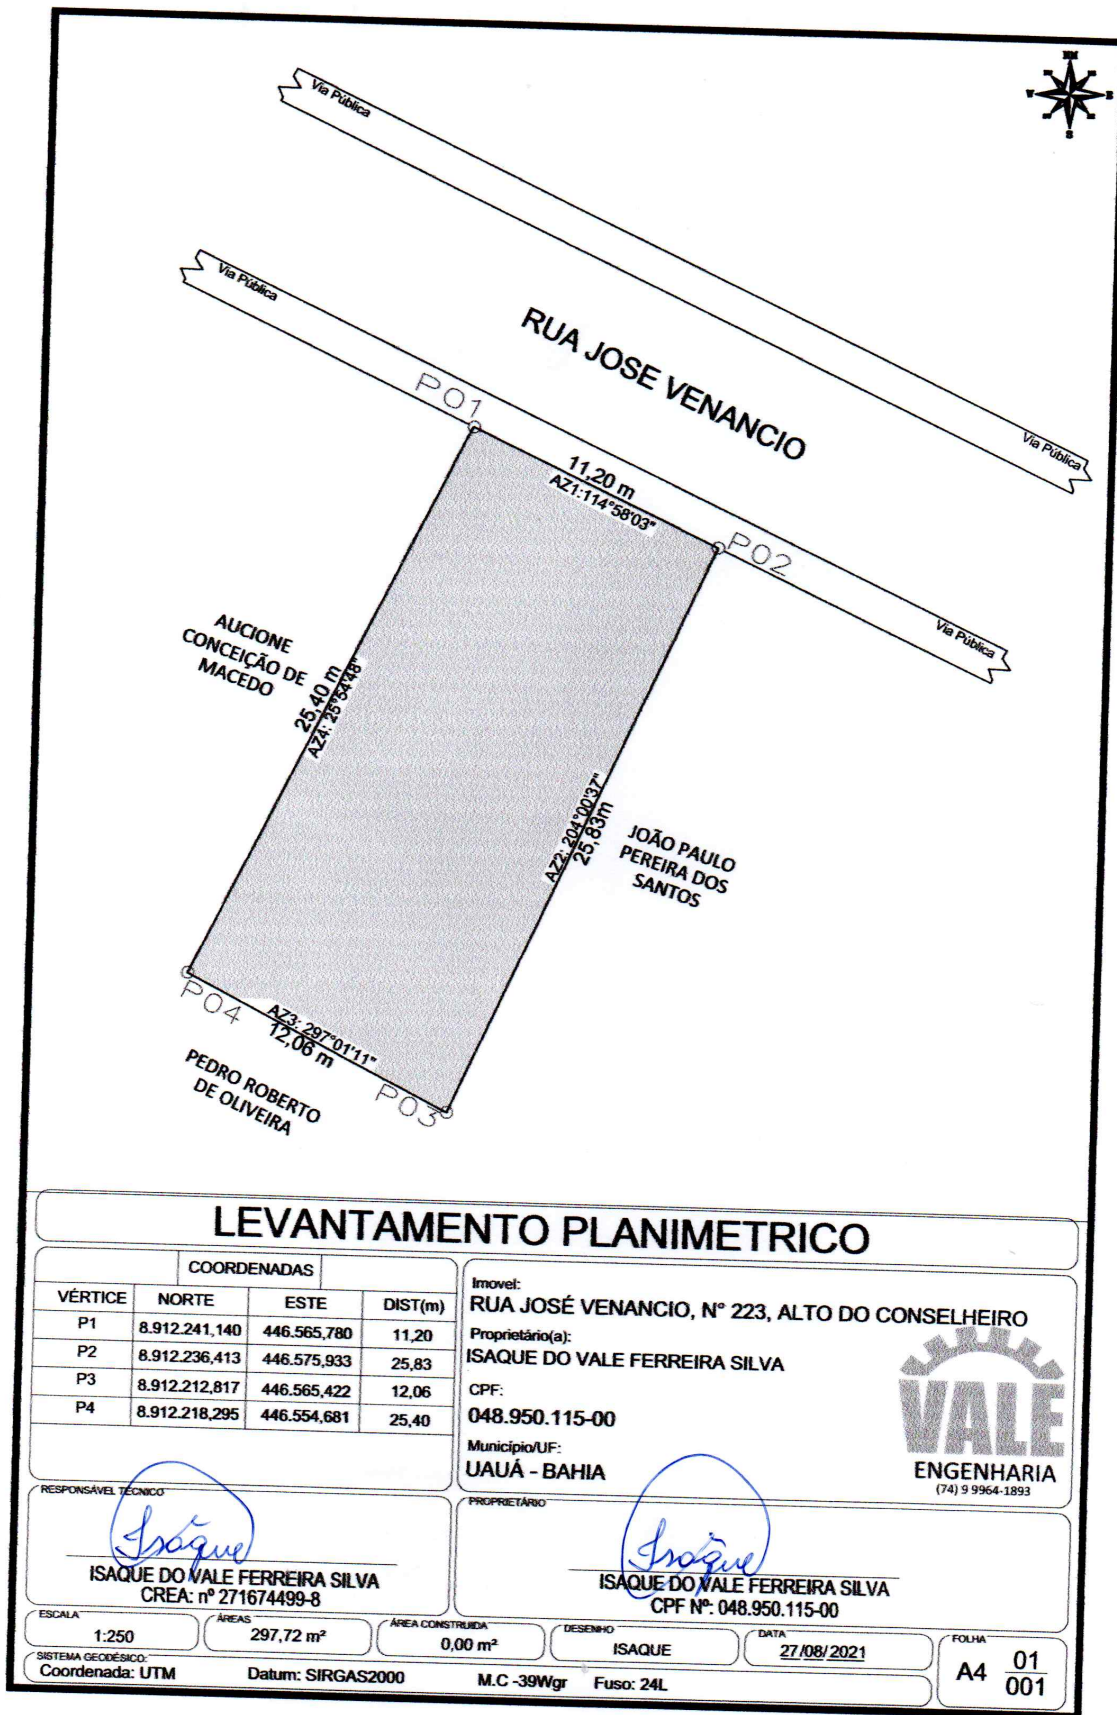 NM
V
E
S
Via Pública
Via Pública
RUA JOSE VENANCIO
Via Pública
P01
11,20 m
AZ1:114°58'03"
P02
Via Pública
AUCIONE
CONCEIÇÃO DE
MACEDO
25,40 m
AZ4: 25°54'48"
AZ2: 204°00'37"
25,83m
JOÃO PAULO
PEREIRA DOS
SANTOS
P04
AZ3: 297°01'11"
12,06 m
P03
PEDRO ROBERTO
DE OLIVEIRA
LEVANTAMENTO PLANIMETRICO
COORDENADAS
VÉRTICE NORTE ESTE DIST(m)
P1 8.912.241,140 446.565,780 11,20
P2 8.912.236,413 446.575,933 25,83
P3 8.912.212,817 446.565,422 12,06
P4 8.912.218,295 446.554,681 25,40
Imovel:
RUA JOSÉ VENANCIO, N° 223, ALTO DO CONSELHEIRO
Proprietário(a):
ISAQUE DO VALE FERREIRA SILVA
CPF:
048.950.115-00
Município/UF:
UAUÁ - BAHIA
VALE
ENGENHARIA
(74) 9 9964-1893
RESPONSÁVEL TÉCNICO
Isaque
ISAQUE DO VALE FERREIRA SILVA
CREA: nº 271674499-8
PROPRIETÁRIO
Isaque
ISAQUE DO VALE FERREIRA SILVA
CPF Nº: 048.950.115-00
ESCALA
1:250
ÁREAS
297,72 m²
ÁREA CONSTRUIDA
0,00 m²
DESENHO
ISAQUE
DATA
27/08/2021
FOLHA
A4 01
001
SISTEMA GEODÉSICO:
Coordenada: UTM Datum: SIRGAS2000 M.C -39Wgr Fuso: 24L